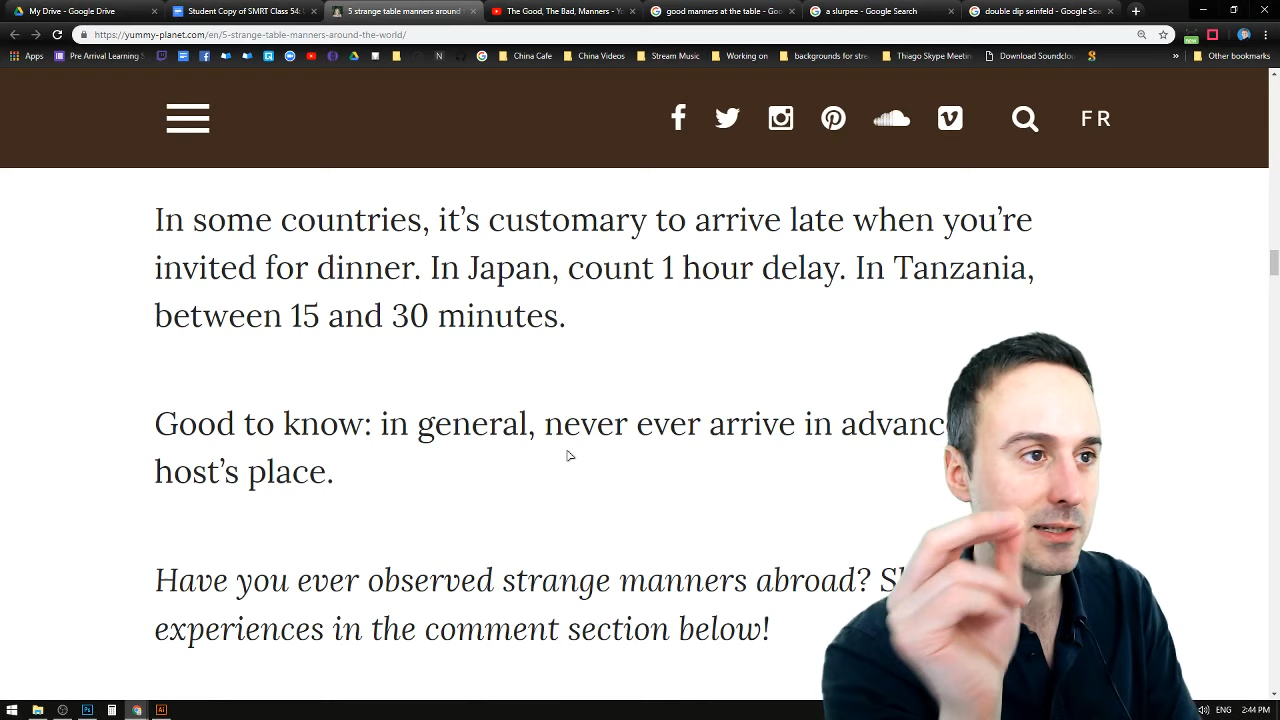 My Drive - Google Drive
Student Copy of SMRT Class 54:
5 strange table manners around
The Good, The Bad, Manners - Yo
good manners at the table - Goo
a slurpee - Google Search
double dip seinfeld - Google Sea
https://yummy-planet.com/en/5-strange-table-manners-around-the-world/
Apps
Pre Arrival Learning
China Cafe
China Videos
Stream Music
Working on
backgrounds for stre
Thiago Skype Meetin
Download Soundclou
»
Other bookmarks
FR
In some countries, it's customary to arrive late when you're
invited for dinner. In Japan, count 1 hour delay. In Tanzania,
between 15 and 30 minutes.
Good to know: in general, never ever arrive in advanc
host's place.
Have you ever observed strange manners abroad? S
experiences in the comment section below!
ENG
2:44 PM